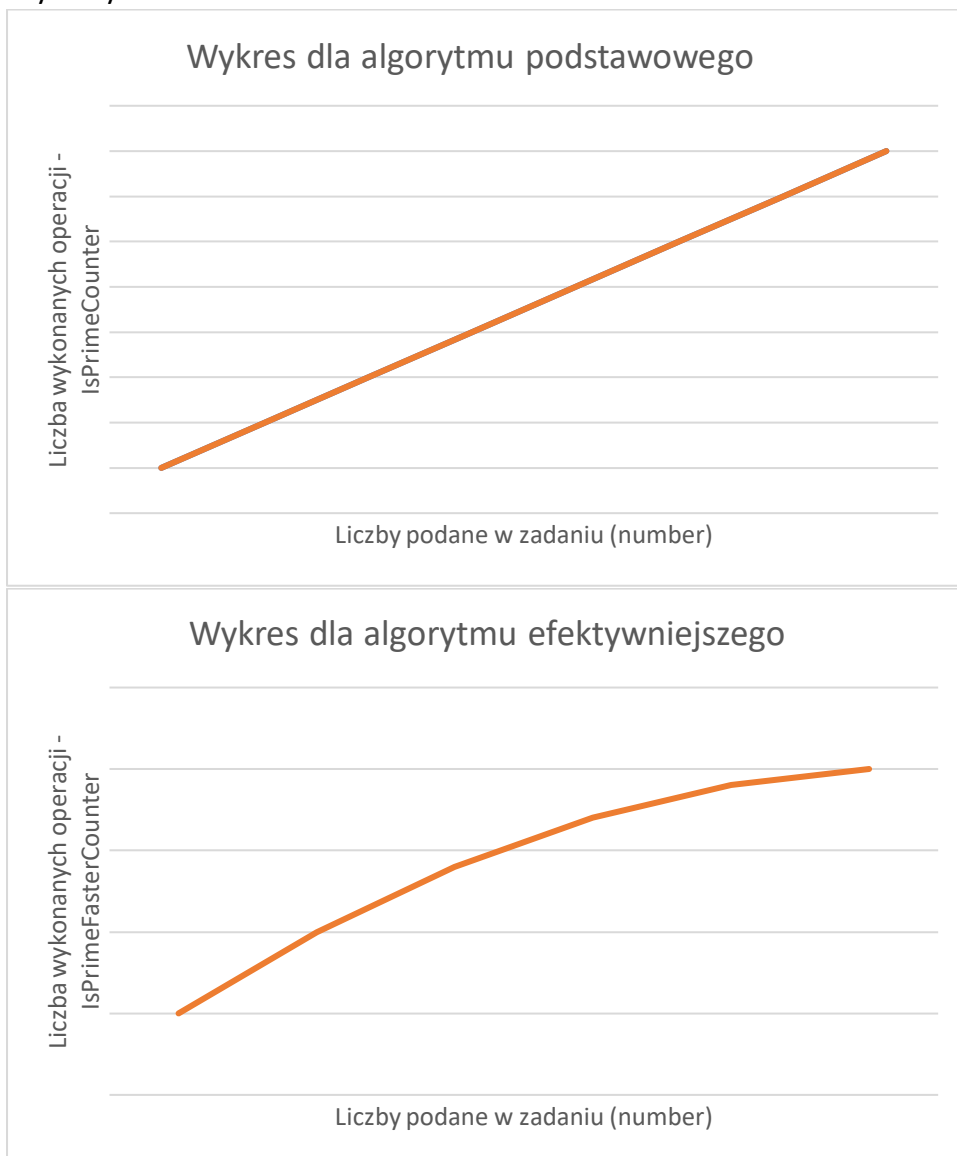 Wykres dla algorytmu podstawowego
Liczba wykonanych operacji -
IsPrimeCounter
Liczby podane w zadaniu (number)
Wykres dla algorytmu efektywniejszego
Liczba wykonanych operacji -
IsPrimeFasterCounter
Liczby podane w zadaniu (number)